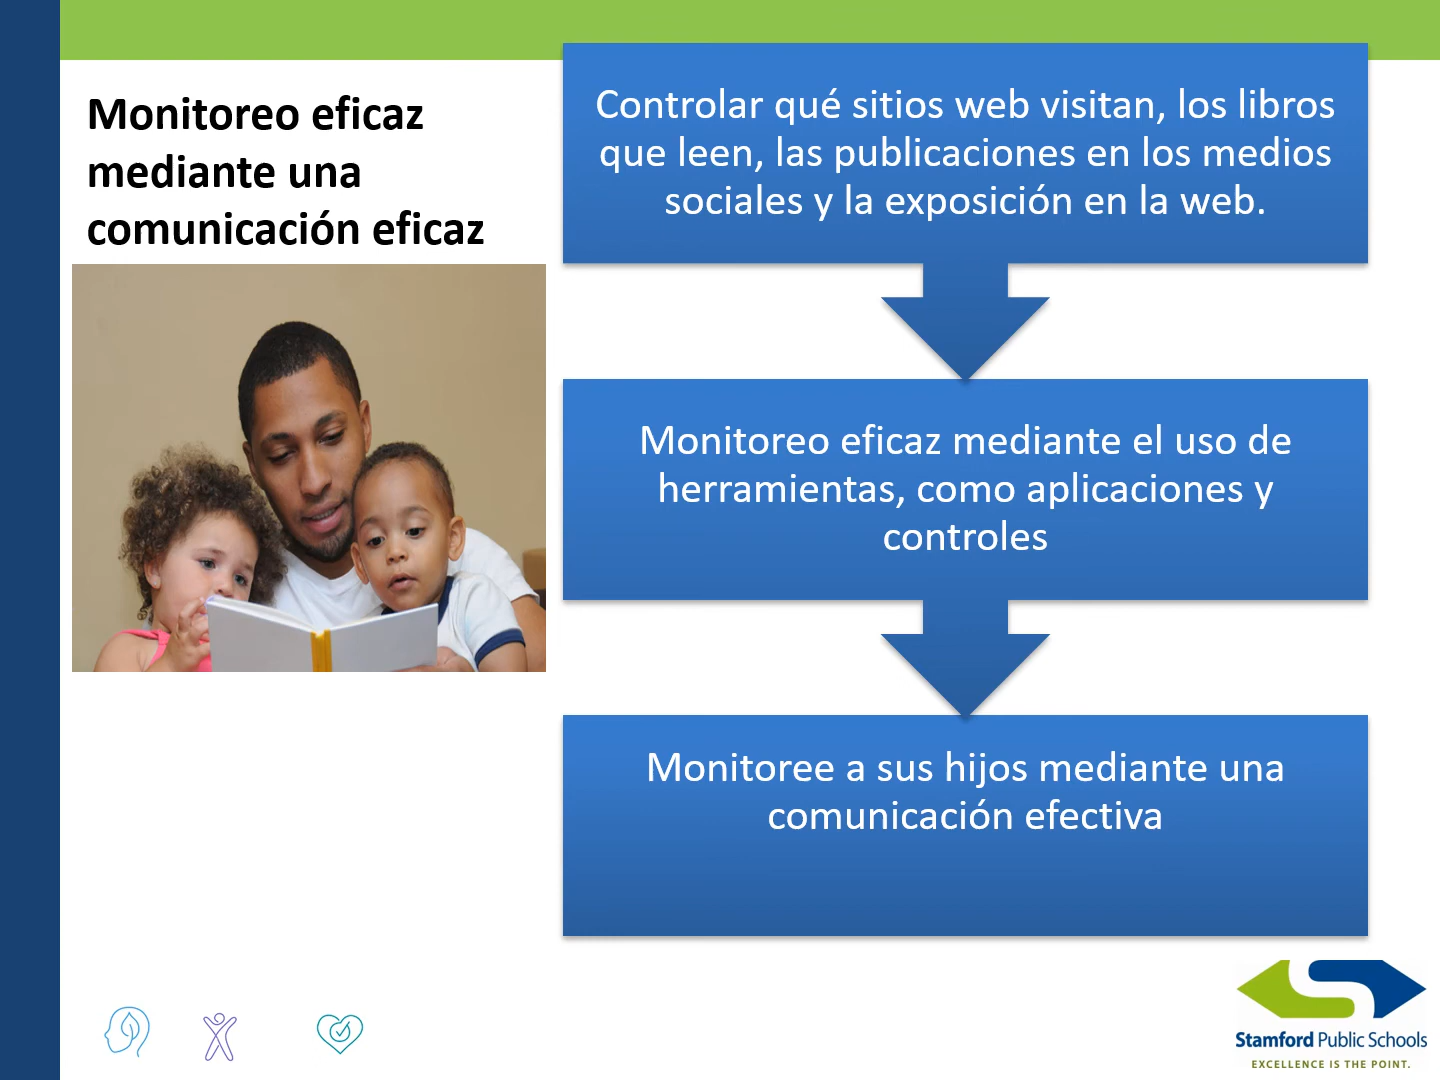 Monitoreo eficaz
mediante una
comunicación eficaz
Controlar qué sitios web visitan, los libros
que leen, las publicaciones en los medios
sociales y la exposición en la web.
Monitoreo eficaz mediante el uso de
herramientas, como aplicaciones y
controles
Monitoree a sus hijos mediante una
comunicación efectiva
Stamford Public Schools
EXCELLENCE IS THE POINT.